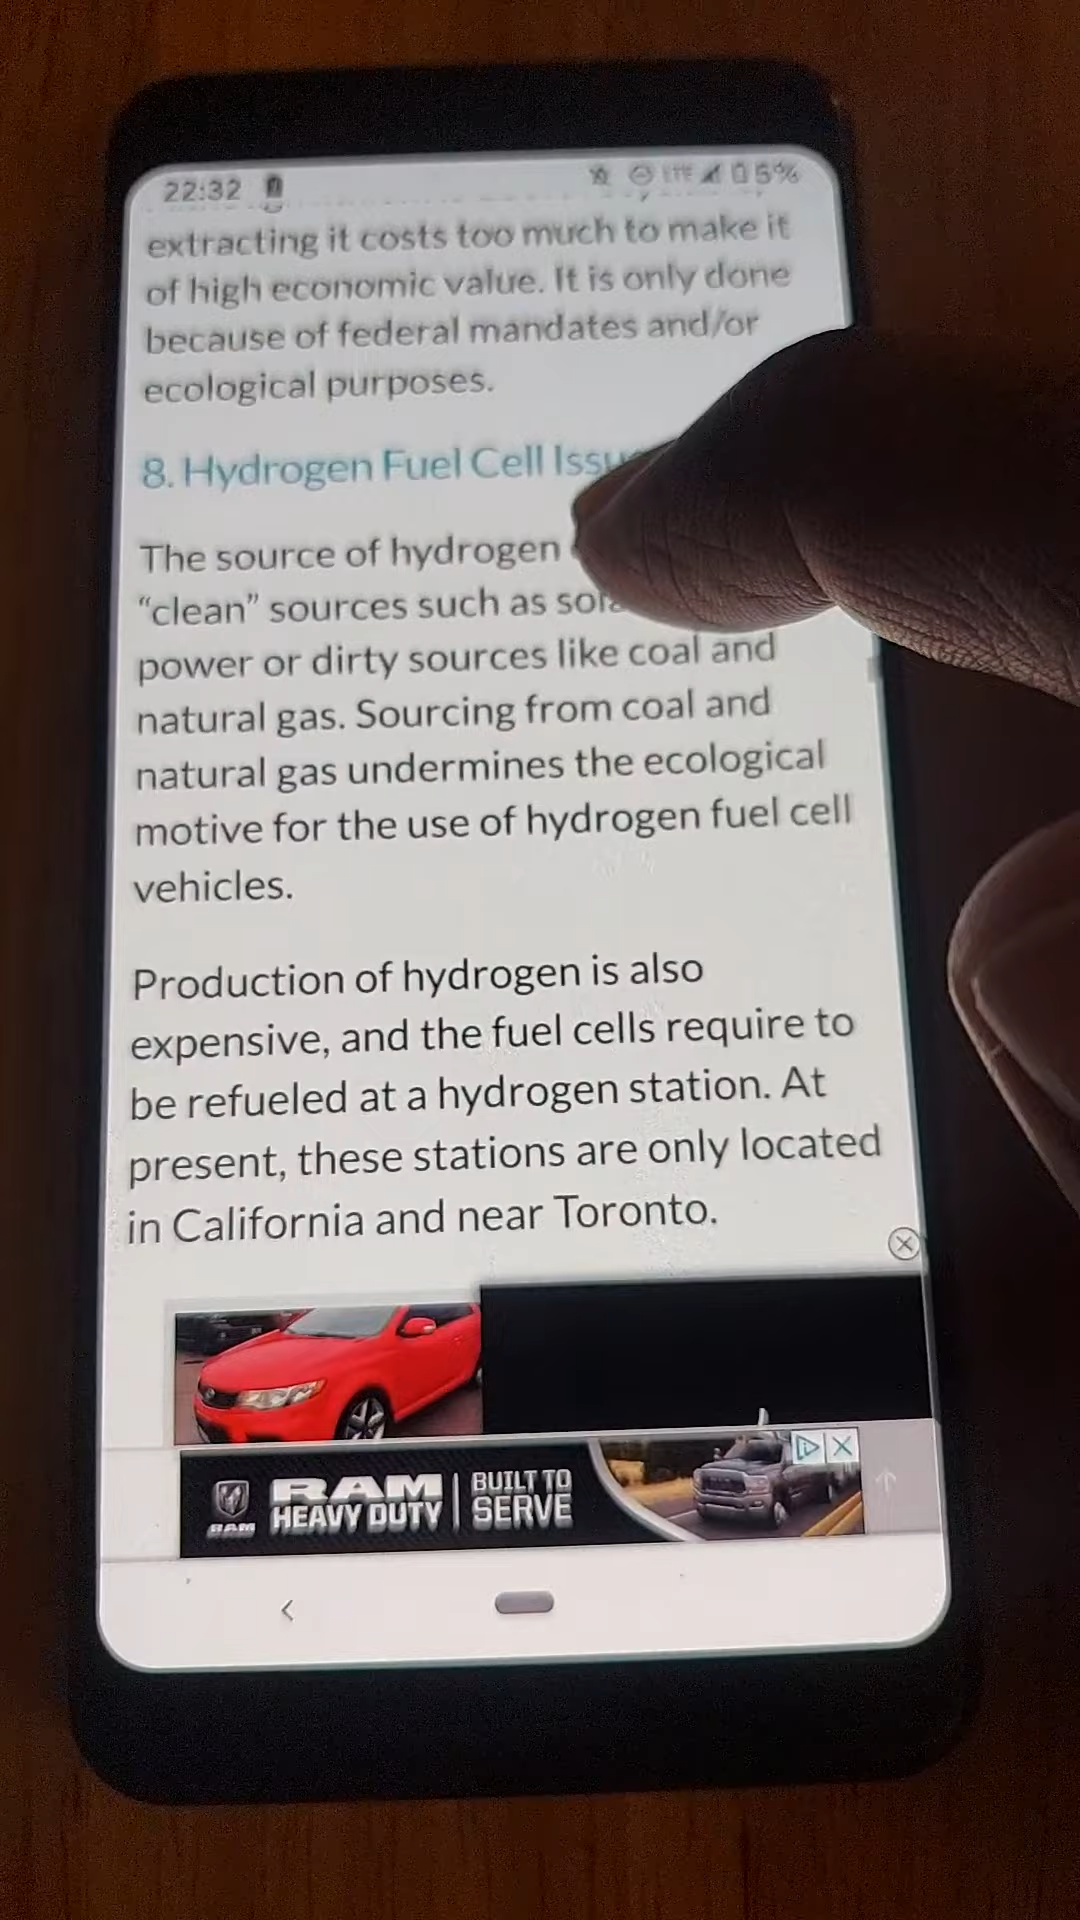 22:32 LTE 5%
extracting it costs too much to make it
of high economic value. It is only done
because of federal mandates and/or
ecological purposes.
8. Hydrogen Fuel Cell
The source of hydrogen
“clean” sources such as
power or dirty sources like coal and
natural gas. Sourcing from coal and
natural gas undermines the ecological
motive for the use of hydrogen fuel cell
vehicles.
Production of hydrogen is also
expensive, and the fuel cells require to
be refueled at a hydrogen station. At
present, these stations are only located
in California and near Toronto.
RAM
RAM
HEAVY DUTY
BUILT TO
SERVE